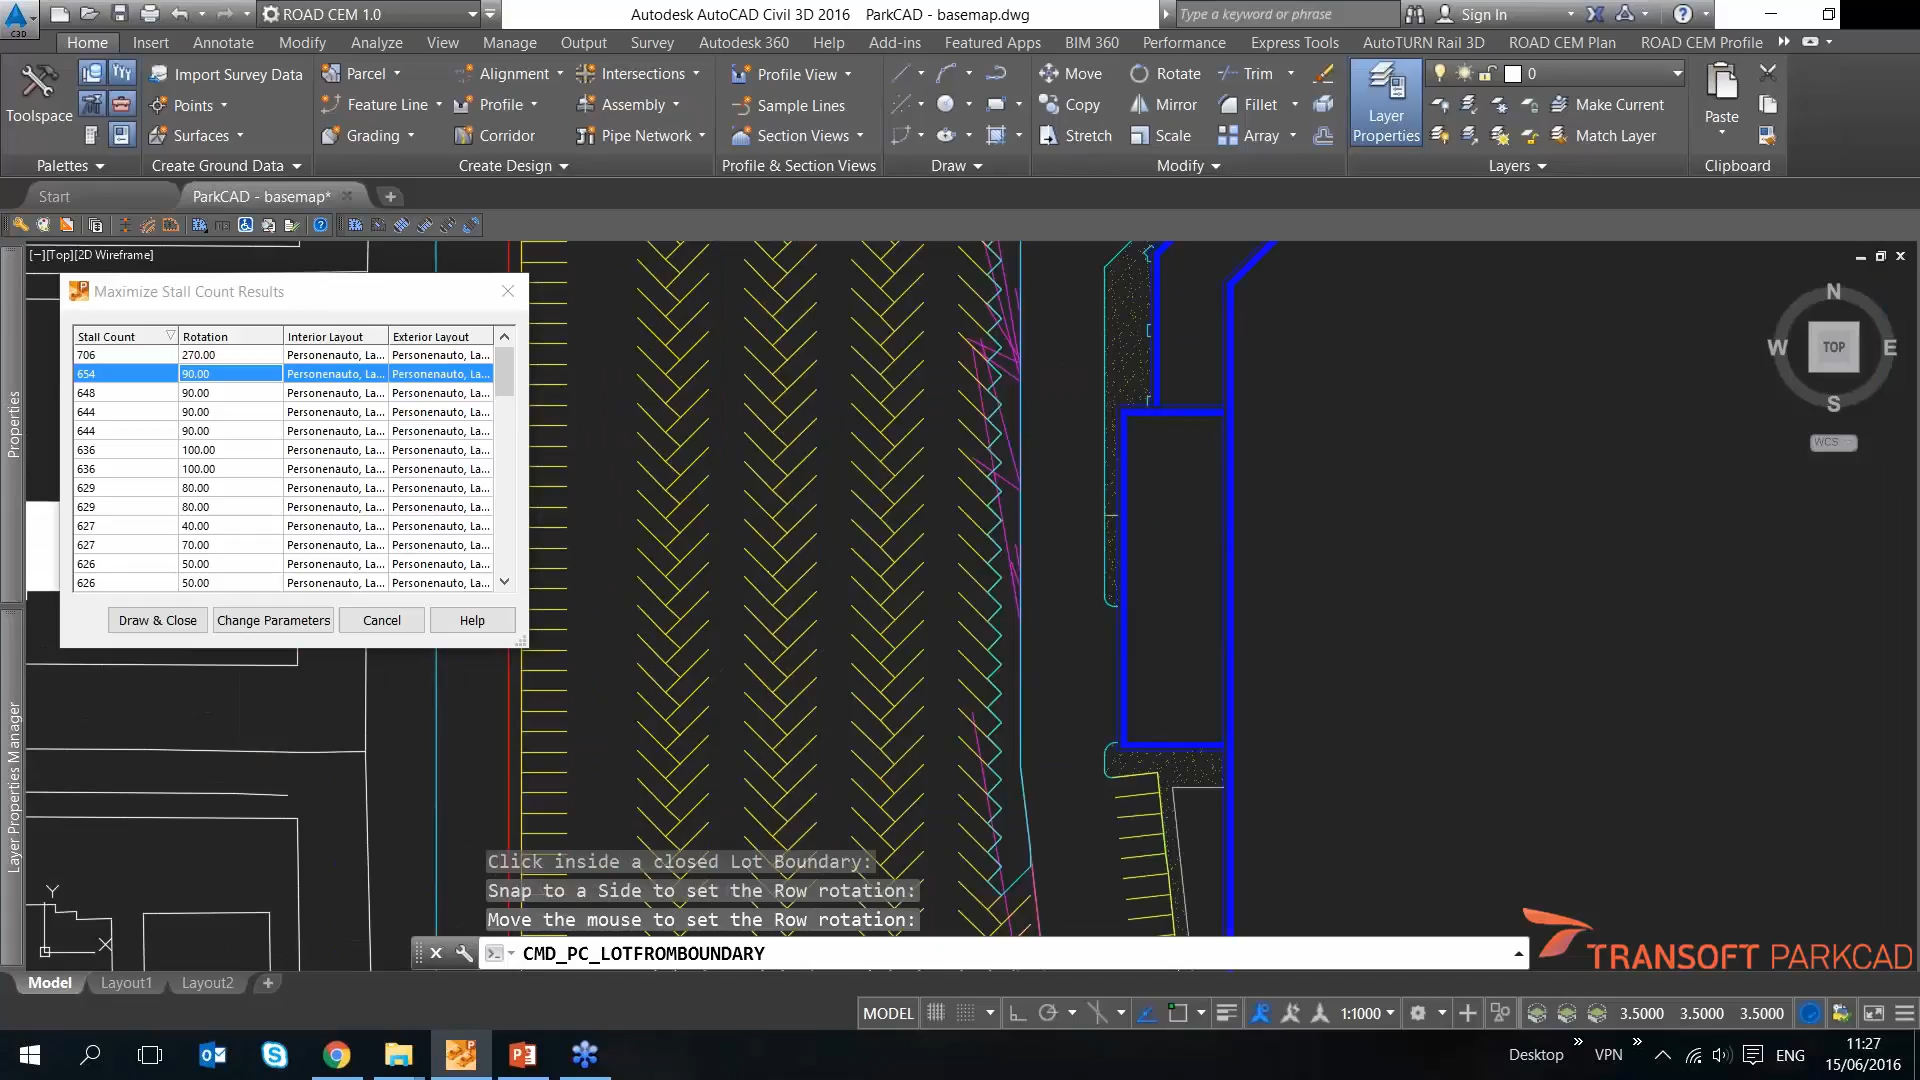 C3D
ROAD CEM 1.0
Autodesk AutoCAD Civil 3D 2016 ParkCAD - basemap.dwg
Type a keyword or phrase
Sign In
Home Insert Annotate Modify Analyze View Manage Output Survey Autodesk 360 Help Add-ins Featured Apps BIM 360 Performance Express Tools AutoTURN Rail 3D ROAD CEM Plan ROAD CEM Profile
Toolspace
Import Survey Data
Points
Surfaces
Parcel
Feature Line
Grading
Alignment
Profile
Corridor
Intersections
Assembly
Pipe Network
Profile View
Sample Lines
Section Views
Move
Copy
Stretch
Rotate
Mirror
Scale
Trim
Fillet
Array
Layer
Properties
0
Make Current
Match Layer
Paste
Palettes
Create Ground Data
Create Design
Profile & Section Views
Draw
Modify
Layers
Clipboard
Start
ParkCAD - basemap*
[−][Top][2D Wireframe]
Properties
Layer Properties Manager
Maximize Stall Count Results
Stall Count Rotation Interior Layout Exterior Layout
706 270.00 Personenauto, La... Personenauto, La...
654 90.00 Personenauto, La... Personenauto, La...
648 90.00 Personenauto, La... Personenauto, La...
644 90.00 Personenauto, La... Personenauto, La...
644 90.00 Personenauto, La... Personenauto, La...
636 100.00 Personenauto, La... Personenauto, La...
636 100.00 Personenauto, La... Personenauto, La...
629 80.00 Personenauto, La... Personenauto, La...
629 80.00 Personenauto, La... Personenauto, La...
627 40.00 Personenauto, La... Personenauto, La...
627 70.00 Personenauto, La... Personenauto, La...
626 50.00 Personenauto, La... Personenauto, La...
626 50.00 Personenauto, La... Personenauto, La...
Draw & Close Change Parameters Cancel Help
N
W TOP E
S
WCS
Click inside a closed Lot Boundary:
Snap to a Side to set the Row rotation:
Move the mouse to set the Row rotation:
CMD_PC_LOTFROMBOUNDARY
Y
X
TRANSOFT PARKCAD
Model Layout1 Layout2
MODEL
1:1000
3.5000 3.5000 3.5000
Desktop
VPN
ENG
11:27
15/06/2016